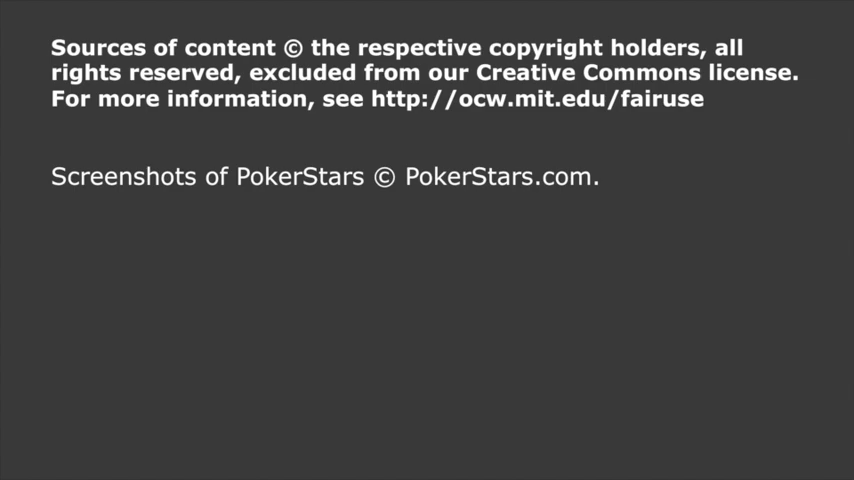 Sources of content © the respective copyright holders, all
rights reserved, excluded from our Creative Commons license.
For more information, see http://ocw.mit.edu/fairuse
Screenshots of PokerStars © PokerStars.com.